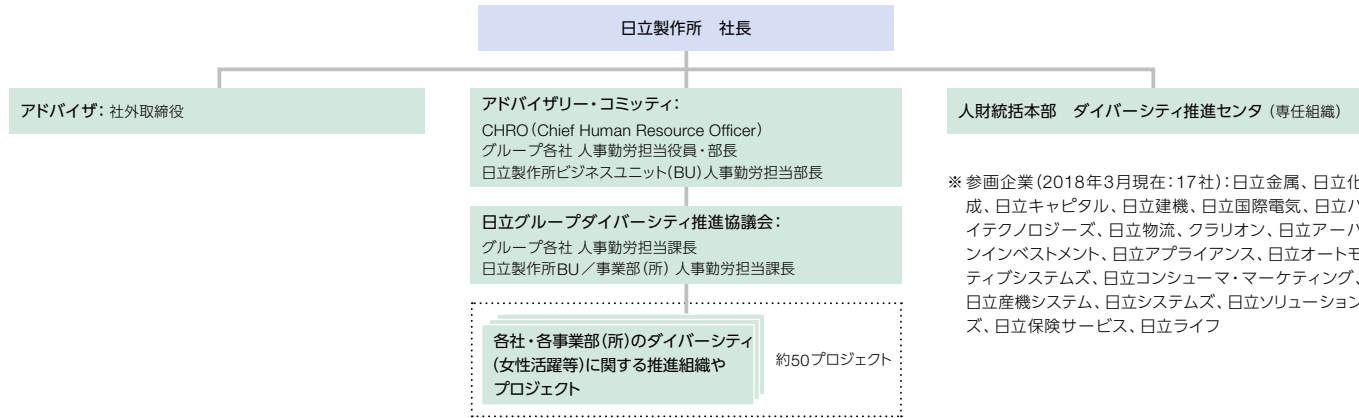 日立製作所　社長
アドバイザ：社外取締役
アドバイザリー・コミッティ：
CHRO（Chief Human Resource Officer）
グループ各社 人事勤労担当役員・部長
日立製作所ビジネスユニット(BU)人事勤労担当部長
日立グループダイバーシティ推進協議会：
グループ各社 人事勤労担当課長
日立製作所BU／事業部（所） 人事勤労担当課長
各社・各事業部（所）のダイバーシティ
（女性活躍等）に関する推進組織や
プロジェクト
約50プロジェクト
人財統括本部　ダイバーシティ推進センタ（専任組織）
※ 参画企業（2018年3月現在：17社）：日立金属、日立化
成、日立キャピタル、日立建機、日立国際電気、日立ハ
イテクノロジーズ、日立物流、クラリオン、日立アーバ
ンインベストメント、日立アプライアンス、日立オートモ
ティブシステムズ、日立コンシューマ・マーケティング、
日立産機システム、日立システムズ、日立ソリューション
ズ、日立保険サービス、日立ライフ